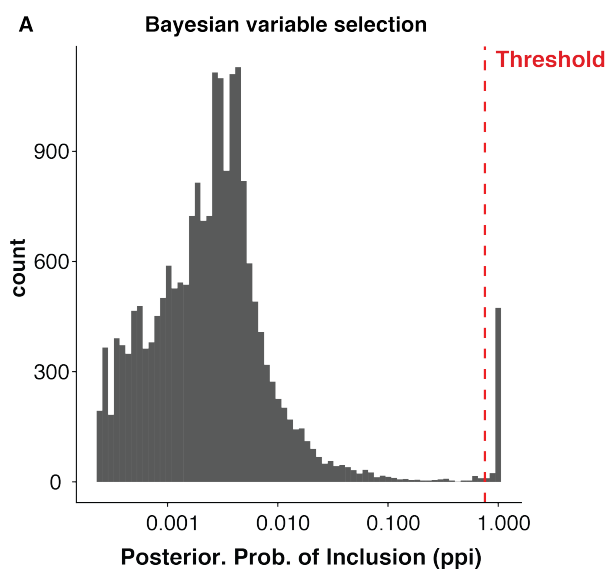 A
Bayesian variable selection
Threshold
900
600
300
0
count
0.001
0.010
0.100
1.000
Posterior. Prob. of Inclusion (ppi)